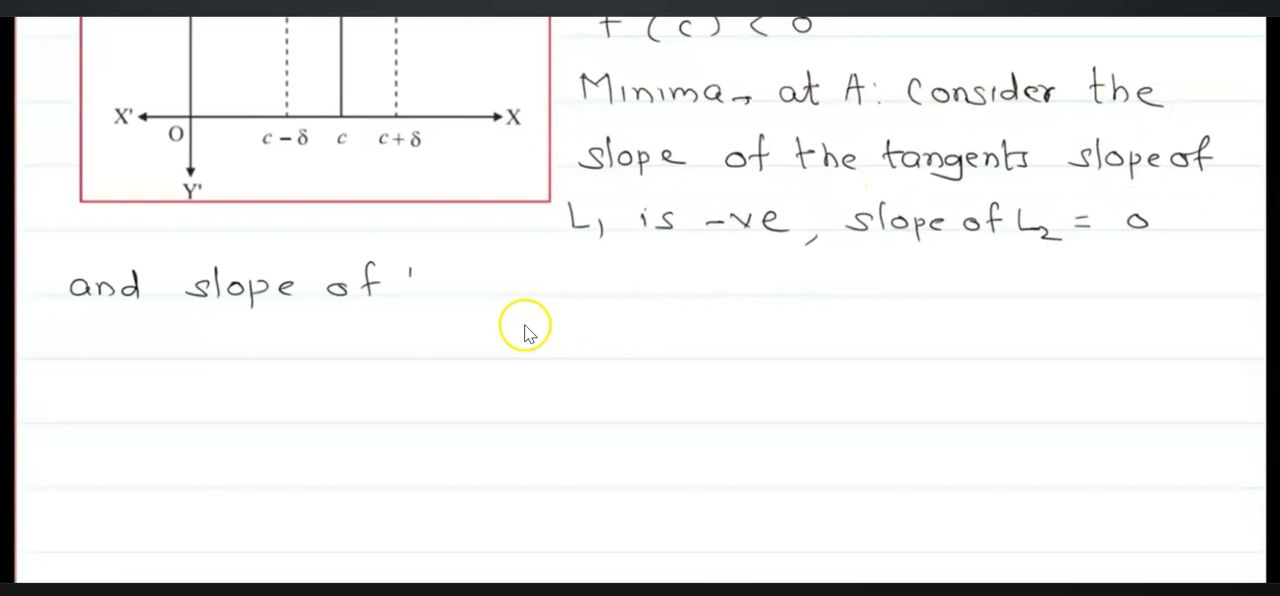 f (c) < 0
Minima, at A: Consider the
X' X
O c – δ c c + δ
slope of the tangents slope of
Y'
L₁ is -ve, slope of L₂ = 0
and slope of '